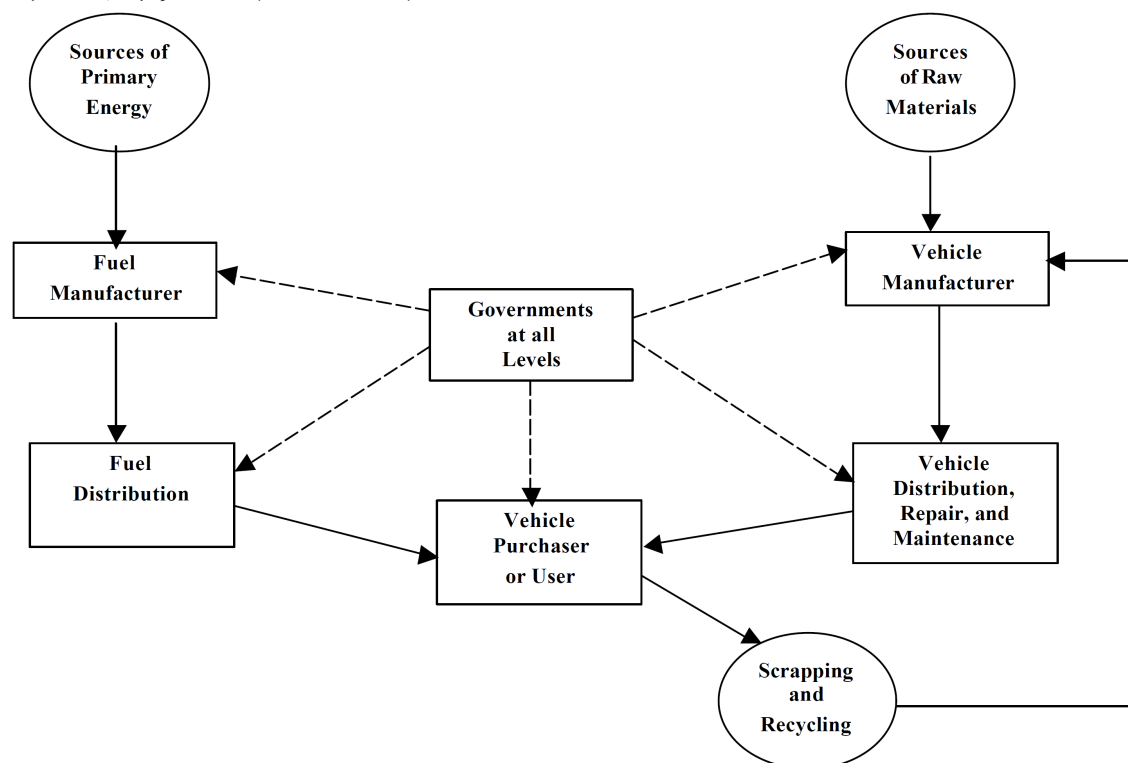 Sources of
Primary
Energy
Sources
of Raw
Materials
Fuel
Manufacturer
Governments
at all
Levels
Vehicle
Manufacturer
Fuel
Distribution
Vehicle
Purchaser
or User
Vehicle
Distribution,
Repair, and
Maintenance
Scrapping
and
Recycling